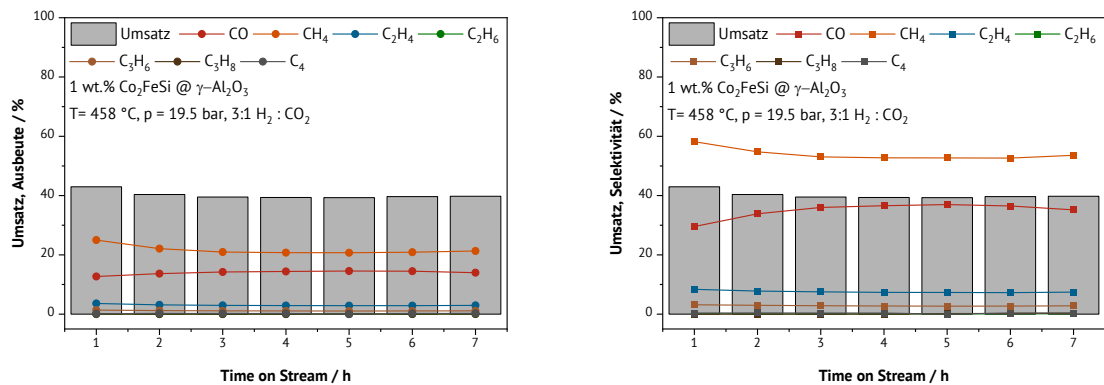 Umsatz, Ausbeute / %
100
80
60
40
20
0
Umsatz CO CH₄ C₂H₄ C₂H₆
C₃H₆ C₃H₈ C₄
1 wt.% Co₂FeSi @ γ–Al₂O₃
T= 458 °C, p = 19.5 bar, 3:1 H₂ : CO₂
1 2 3 4 5 6 7
Time on Stream / h
Umsatz, Selektivität / %
100
80
60
40
20
0
Umsatz CO CH₄ C₂H₄ C₂H₆
C₃H₆ C₃H₈ C₄
1 wt.% Co₂FeSi @ γ–Al₂O₃
T= 458 °C, p = 19.5 bar, 3:1 H₂ : CO₂
1 2 3 4 5 6 7
Time on Stream / h